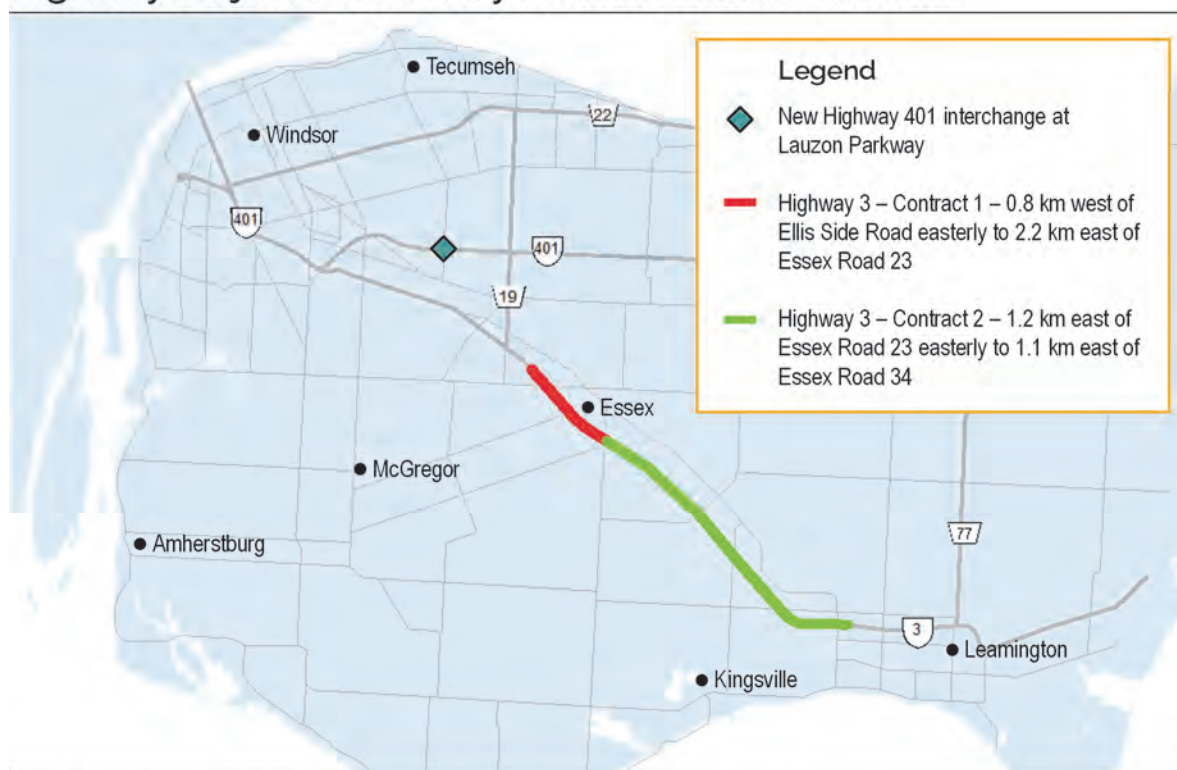 Legend
New Highway 401 interchange at
Lauzon Parkway
Highway 3 – Contract 1 – 0.8 km west of
Ellis Side Road easterly to 2.2 km east of
Essex Road 23
Highway 3 – Contract 2 – 1.2 km east of
Essex Road 23 easterly to 1.1 km east of
Essex Road 34
Tecumseh
22
Windsor
401
401
19
Essex
McGregor
77
Amherstburg
3
Leamington
Kingsville